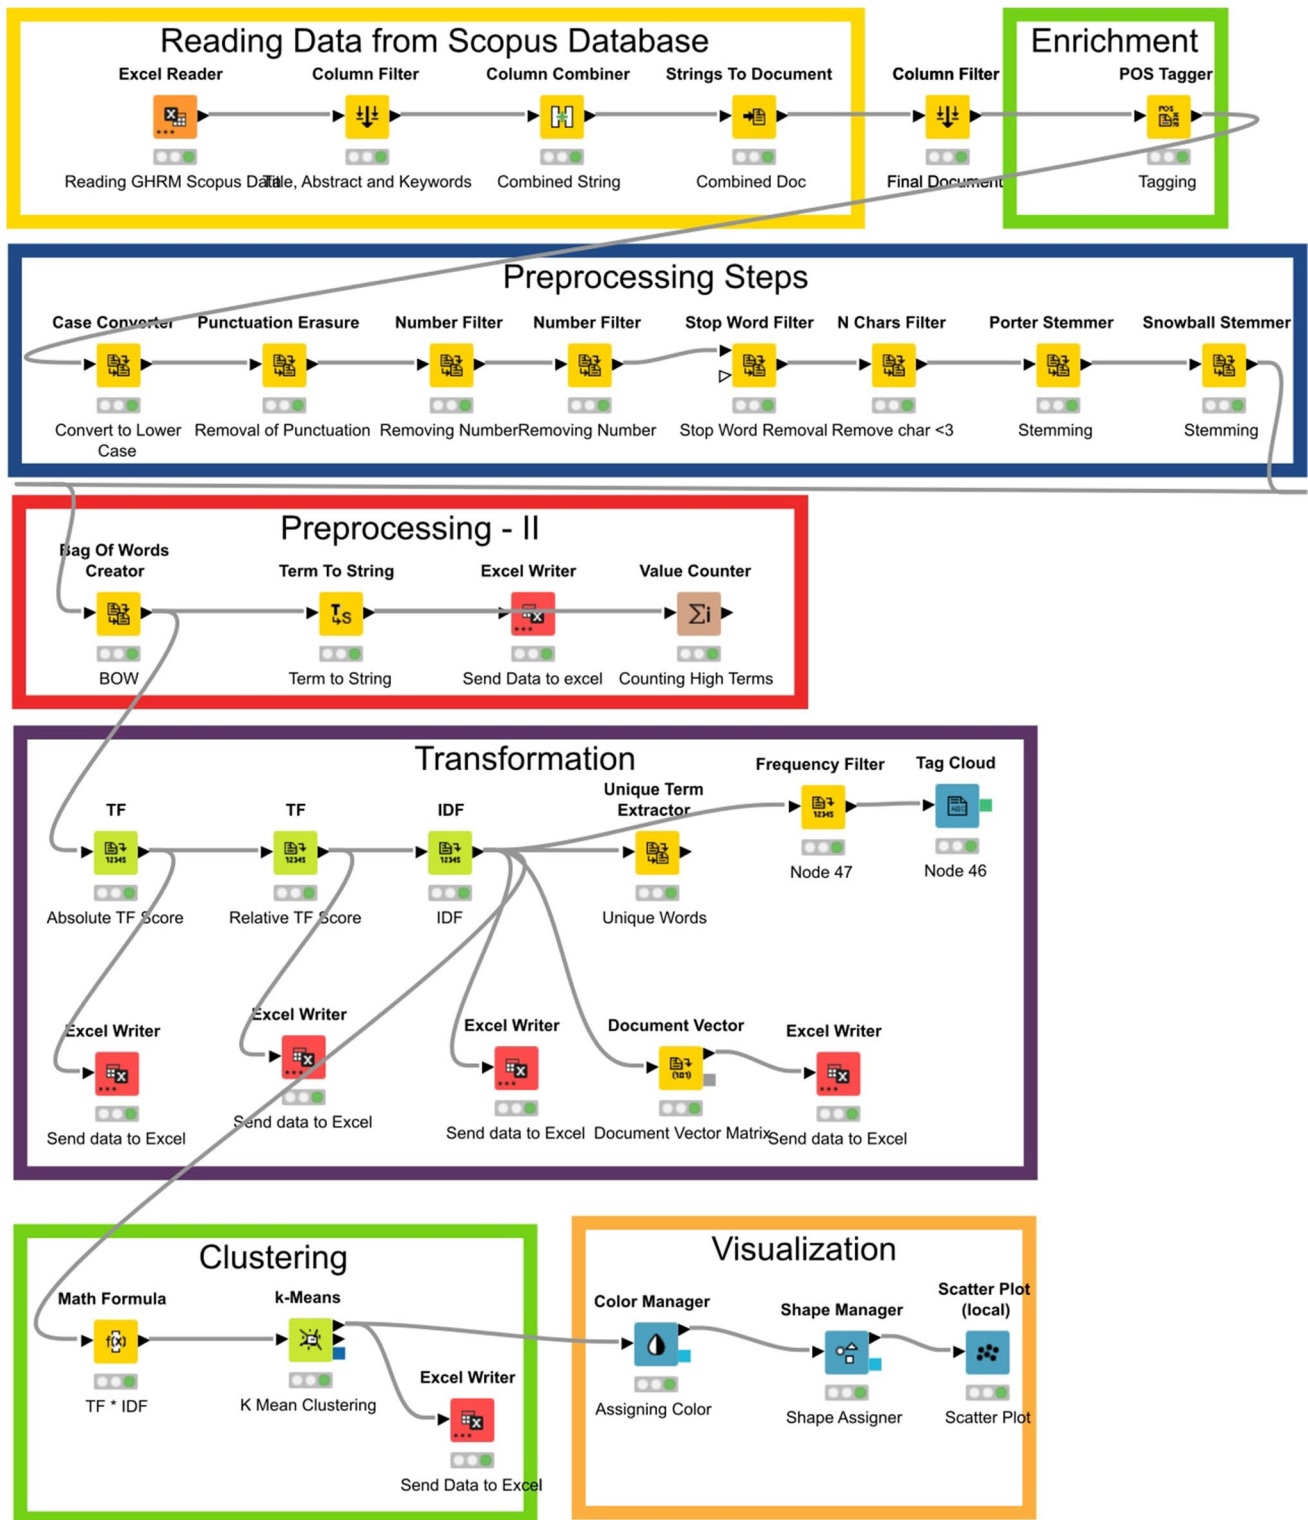 Reading Data from Scopus Database
Enrichment
Excel Reader
Column Filter
Column Combiner
Strings To Document
Column Filter
POS Tagger
Reading GHRM Scopus Data
Title, Abstract and Keywords
Combined String
Combined Doc
Final Document
Tagging
Preprocessing Steps
Case Converter
Punctuation Erasure
Number Filter
Number Filter
Stop Word Filter
N Chars Filter
Porter Stemmer
Snowball Stemmer
Convert to Lower
Case
Removal of Punctuation
Removing Number
Removing Number
Stop Word Removal
Remove char <3
Stemming
Stemming
Preprocessing - II
Bag Of Words
Creator
Term To String
Excel Writer
Value Counter
BOW
Term to String
Send Data to excel
Counting High Terms
Transformation
Frequency Filter
Tag Cloud
TF
TF
IDF
Unique Term
Extractor
Node 47
Node 46
Absolute TF Score
Relative TF Score
IDF
Unique Words
Excel Writer
Excel Writer
Excel Writer
Document Vector
Excel Writer
Send data to Excel
Send data to Excel
Send data to Excel
Document Vector Matrix
Send data to Excel
Clustering
Math Formula
k-Means
TF * IDF
K Mean Clustering
Excel Writer
Send Data to Excel
Visualization
Color Manager
Shape Manager
Scatter Plot
(local)
Assigning Color
Shape Assigner
Scatter Plot